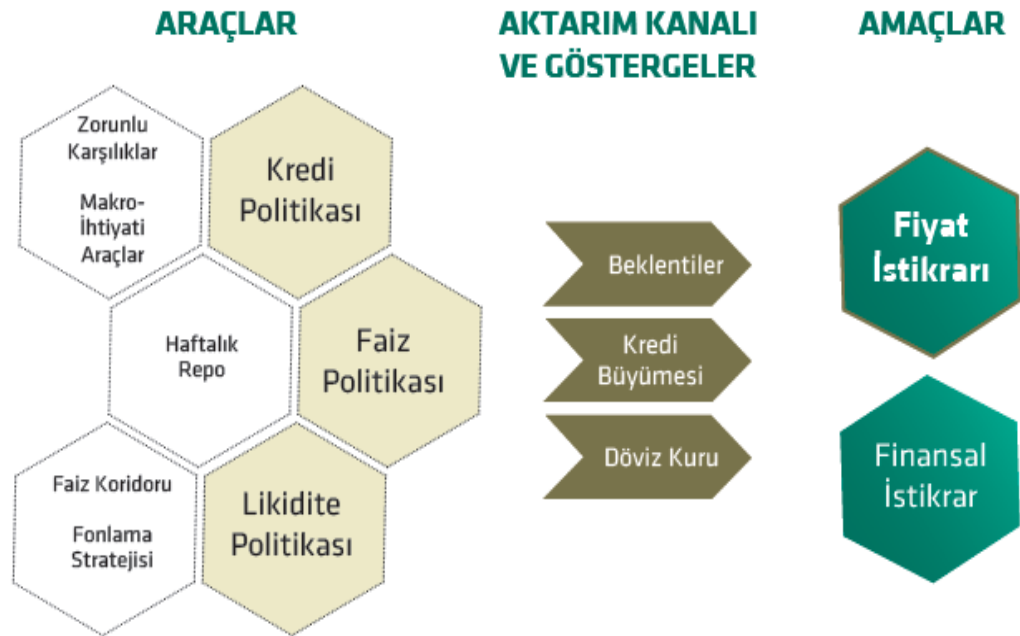 ARAÇLAR
Zorunlu
Karşılıklar
Makro-
İhtiyati
Araçlar
Kredi
Politikası
Haftalık
Repo
Faiz
Politikası
Faiz Koridoru
Fonlama
Stratejisi
Likidite
Politikası
AKTARIM KANALI
VE GÖSTERGELER
Beklentiler
Kredi
Büyümesi
Döviz Kuru
AMAÇLAR
Fiyat
İstikrarı
Finansal
İstikrar